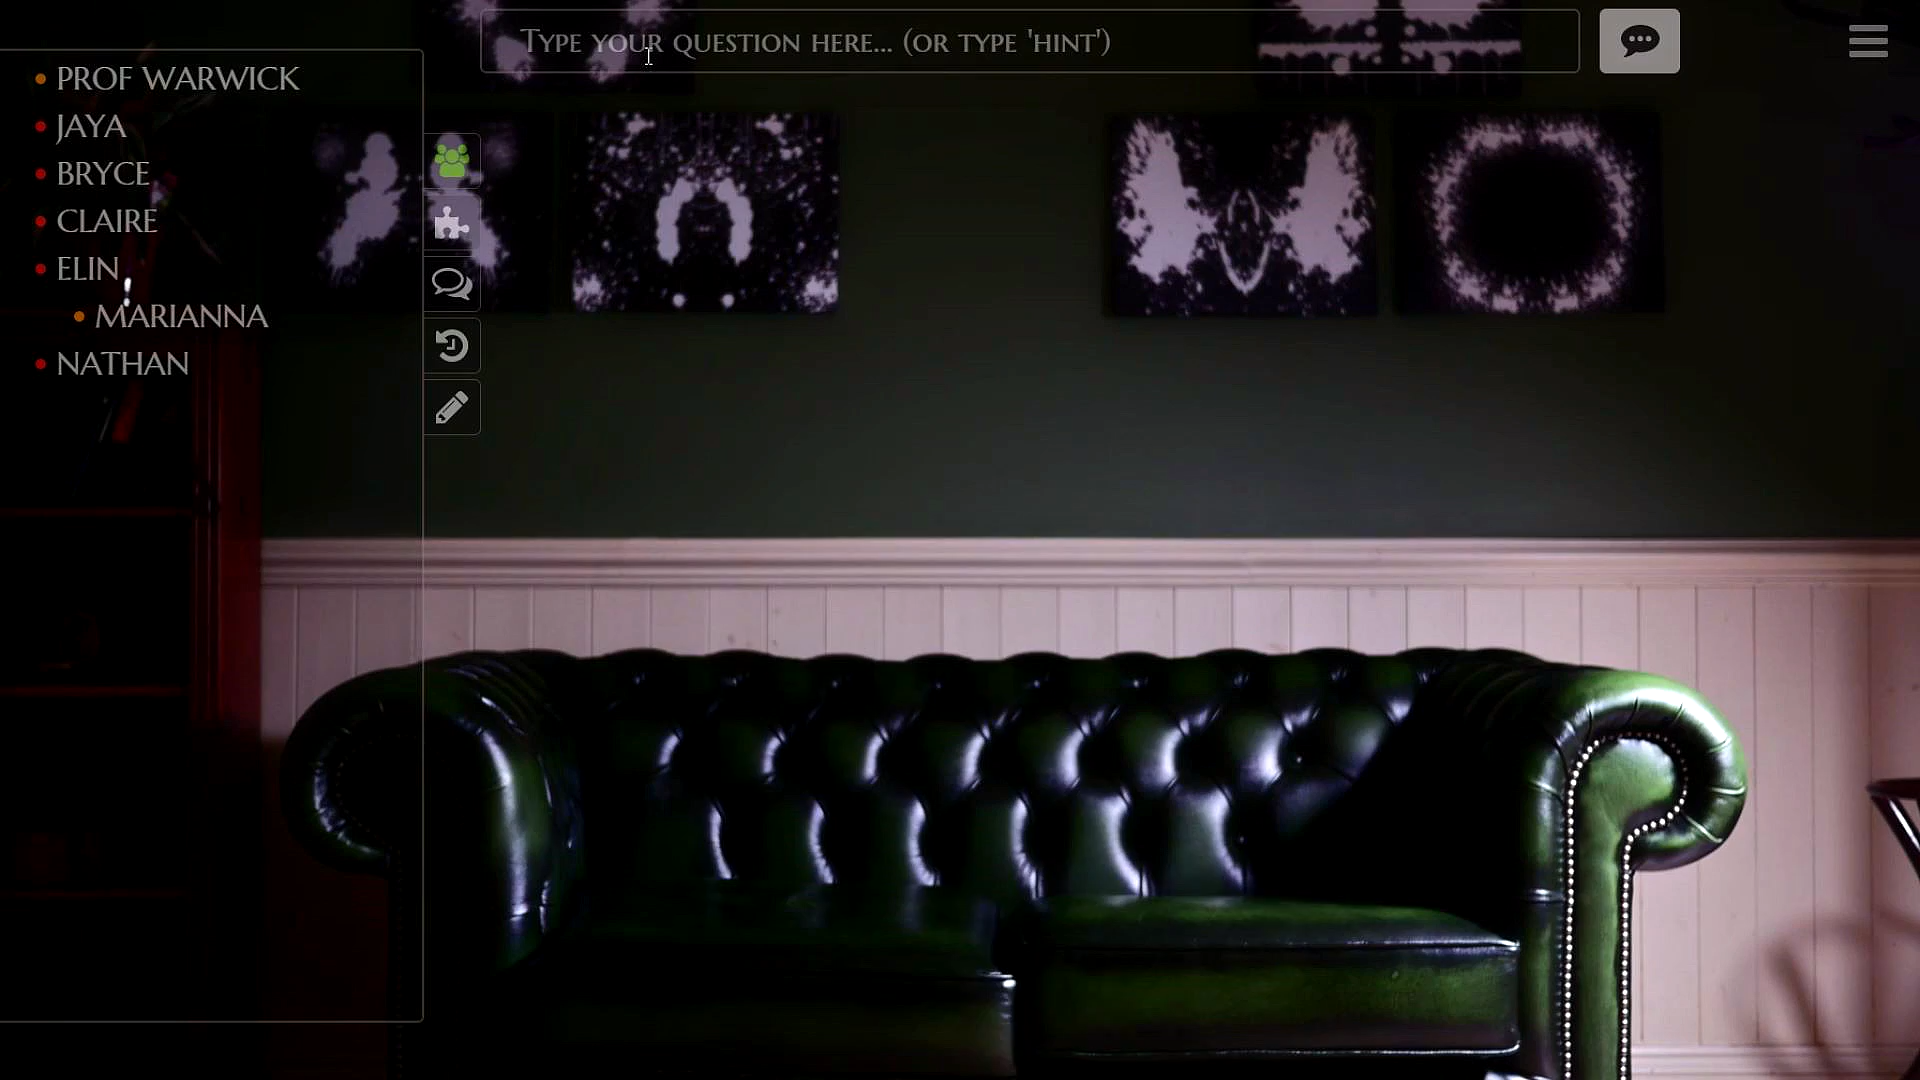 Type your question here... (or type 'hint')
PROF WARWICK
JAYA
BRYCE
CLAIRE
ELIN
MARIANNA
NATHAN